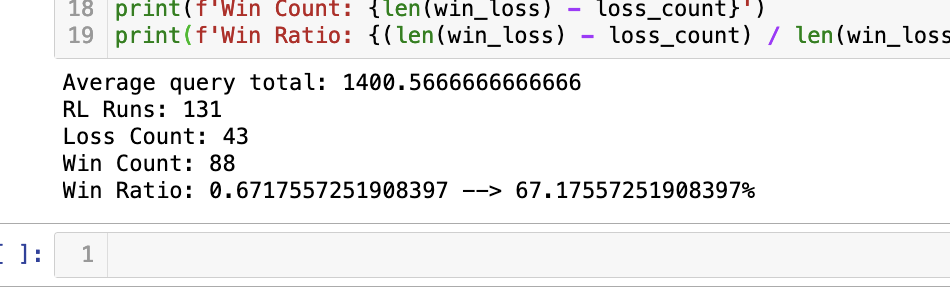 18 print(f'Win Count: {len(win_loss) - loss_count}')
19 print(f'Win Ratio: {(len(win_loss) - loss_count) / len(win_loss
Average query total: 1400.5666666666666
RL Runs: 131
Loss Count: 43
Win Count: 88
Win Ratio: 0.6717557251908397 --> 67.17557251908397%
[ ]: 1